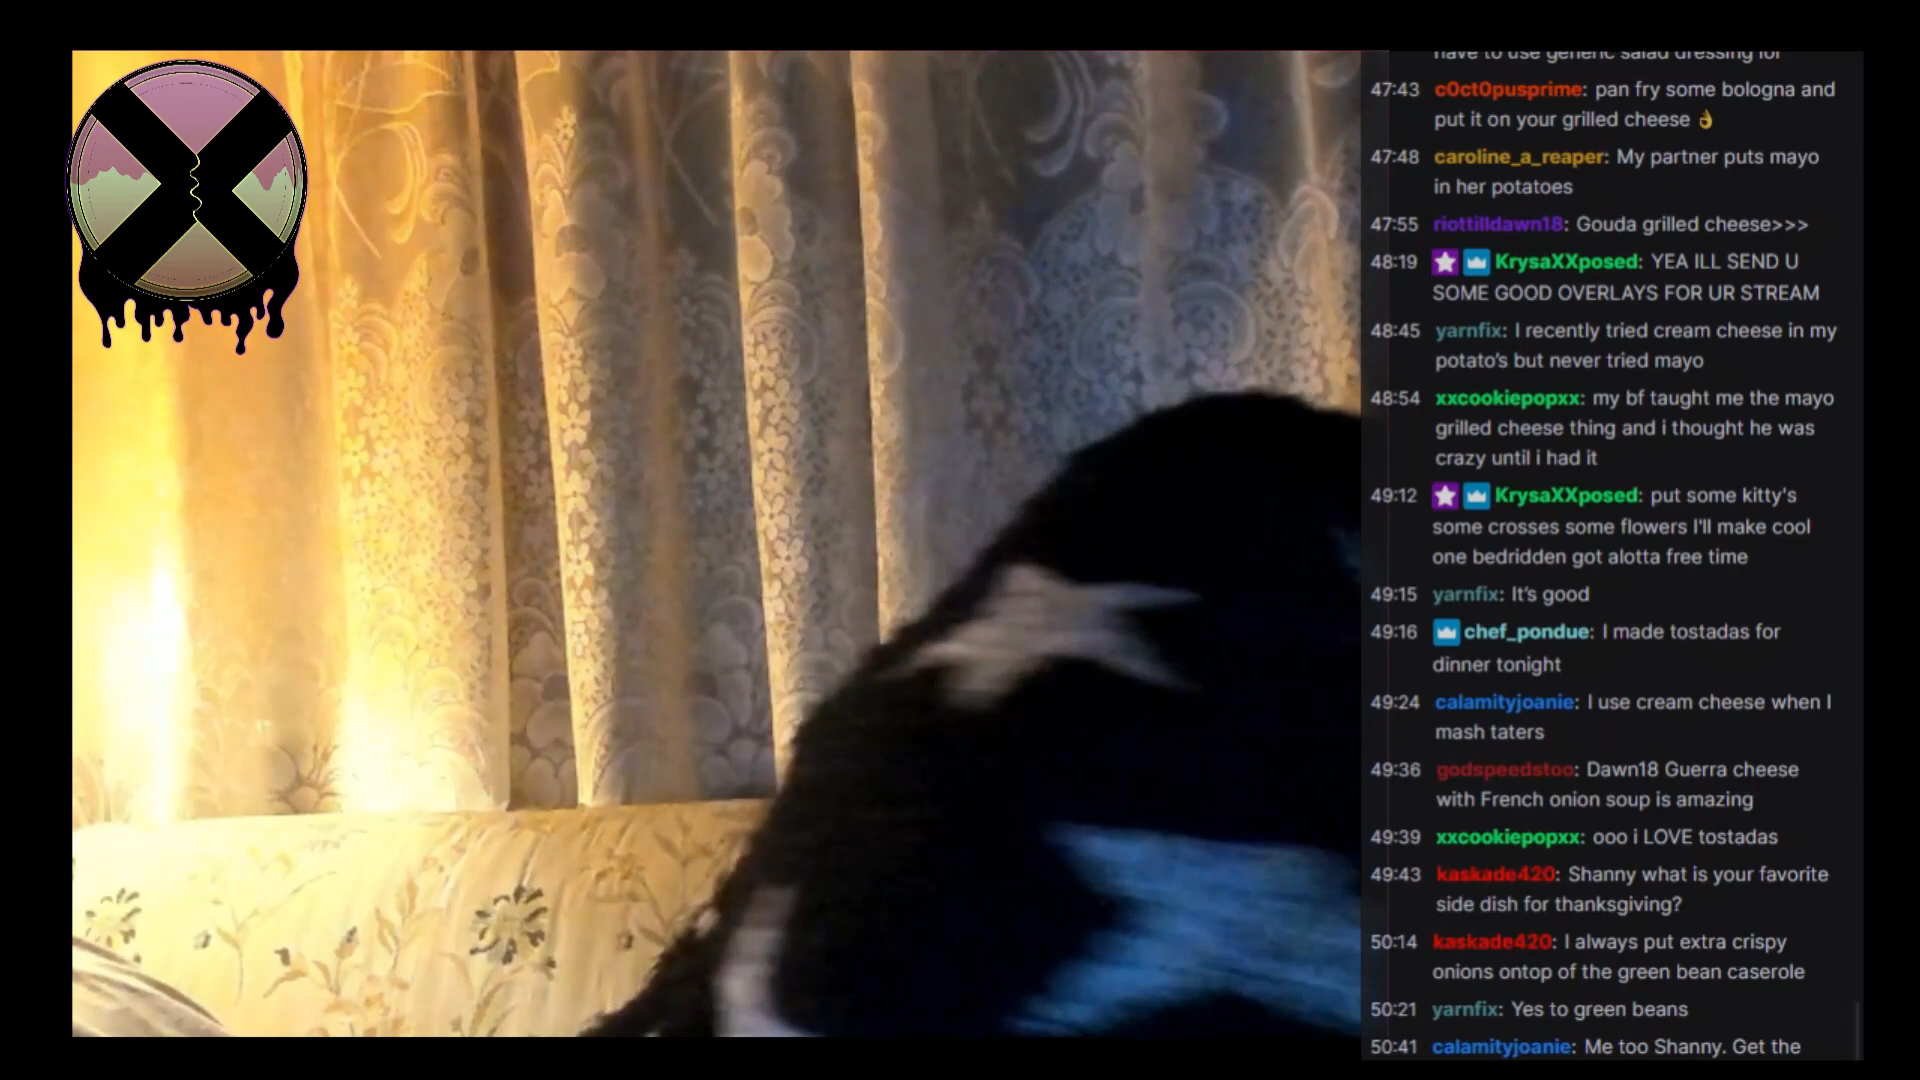 have to use generic salad dressing for
47:43 c0ct0pusprime: pan fry some bologna and
put it on your grilled cheese 👌
47:48 caroline_a_reaper: My partner puts mayo
in her potatoes
47:55 riottilldawn18: Gouda grilled cheese>>>
48:19 KrysaXXposed: YEA ILL SEND U
SOME GOOD OVERLAYS FOR UR STREAM
48:45 yarnfix: I recently tried cream cheese in my
potato's but never tried mayo
48:54 xxcookiepopxx: my bf taught me the mayo
grilled cheese thing and i thought he was
crazy until i had it
49:12 KrysaXXposed: put some kitty's
some crosses some flowers I'll make cool
one bedridden got alotta free time
49:15 yarnfix: It's good
49:16 chef_pondue: I made tostadas for
dinner tonight
49:24 calamityjoanie: I use cream cheese when I
mash taters
49:36 godspeedstoo: Dawn18 Guerra cheese
with French onion soup is amazing
49:39 xxcookiepopxx: ooo i LOVE tostadas
49:43 kaskade420: Shanny what is your favorite
side dish for thanksgiving?
50:14 kaskade420: I always put extra crispy
onions ontop of the green bean caserole
50:21 yarnfix: Yes to green beans
50:41 calamityjoanie: Me too Shanny. Get the